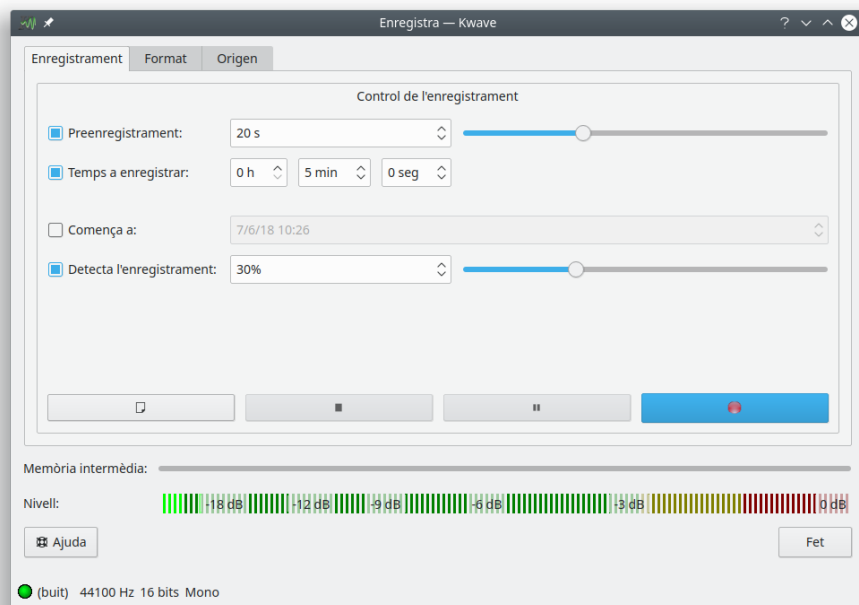 Enregistra — Kwave
Enregistrament Format Origen
Control de l'enregistrament
Preenregistrament: 20 s
Temps a enregistrar: 0 h 5 min 0 seg
Comença a: 7/6/18 10:26
Detecta l'enregistrament: 30%
Memòria intermèdia:
Nivell: -18 dB -12 dB -9 dB -6 dB -3 dB 0 dB
Ajuda Fet
(buit) 44100 Hz 16 bits Mono